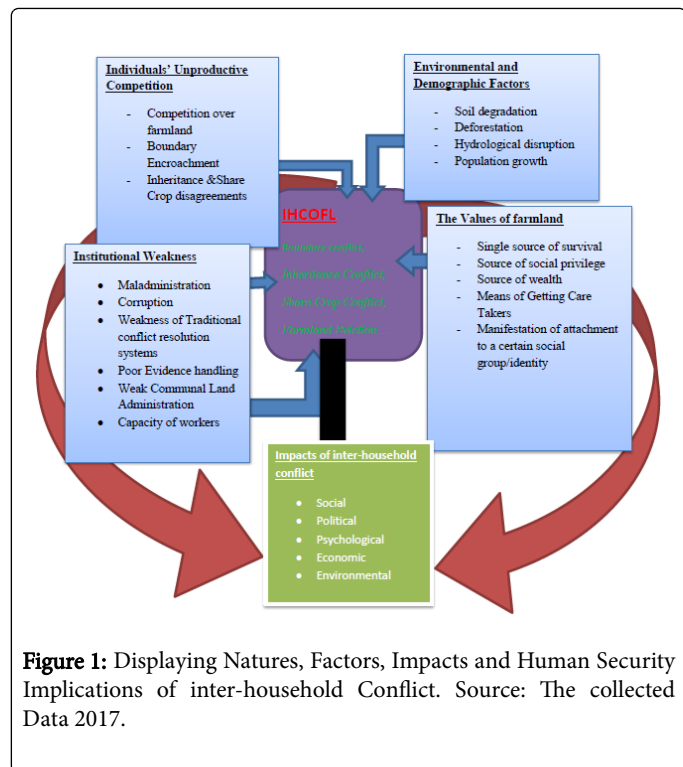 Individuals' Unproductive
Competition
- Competition over
farmland
- Boundary
Encroachment
- Inheritance &Share
Crop disagreements
Environmental and
Demographic Factors
- Soil degradation
- Deforestation
- Hydrological disruption
- Population growth
IHCOFL
Conflict,
Inheritance Conflict,
Share Crop Conflict,
Farmland
The Values of farmland
- Single source of survival
- Source of social privilege
- Source of wealth
- Means of Getting Care
Takers
- Manifestation of attachment
to a certain social
group/identity
Institutional Weakness
• Maladministration
• Corruption
• Weakness of Traditional
conflict resolution
systems
• Poor Evidence handling
• Weak Communal Land
Administration
• Capacity of workers
Impacts of inter-household
conflict
• Social
• Political
• Psychological
• Economic
• Environmental
Figure 1: Displaying Natures, Factors, Impacts and Human Security
Implications of inter-household Conflict. Source: The collected
Data 2017.